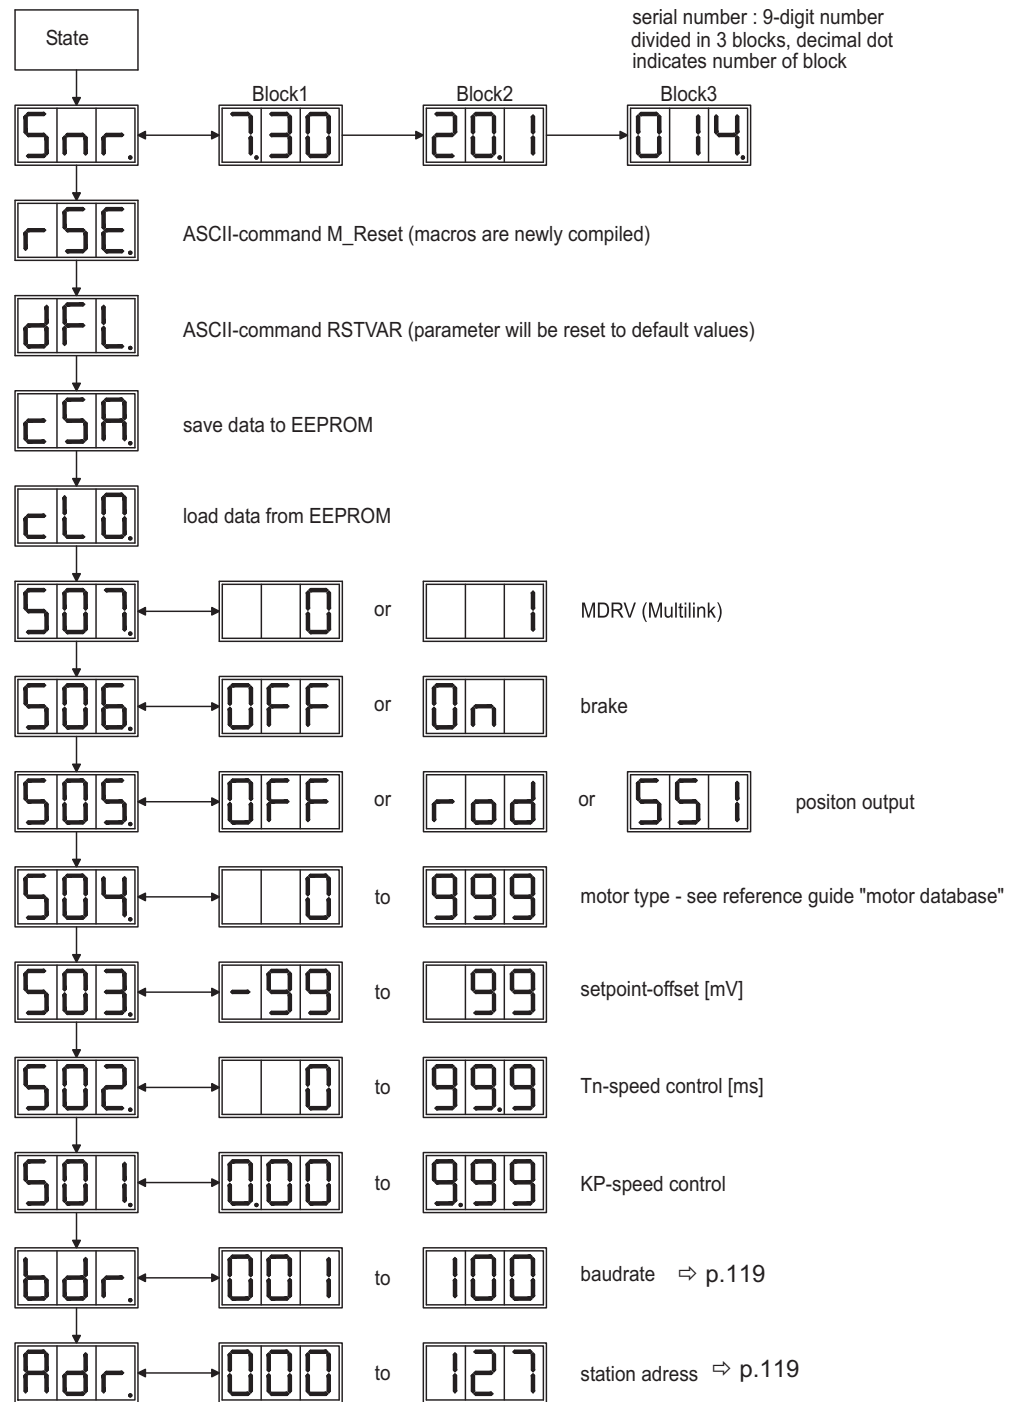 State
serial number : 9-digit number
divided in 3 blocks, decimal dot
indicates number of block
Block1 Block2 Block3
Snr. 7.30 20.1 014.
rSE. ASCII-command M_Reset (macros are newly compiled)
dFL. ASCII-command RSTVAR (parameter will be reset to default values)
cSA. save data to EEPROM
cLO. load data from EEPROM
S07. 0 or 1 MDRV (Multilink)
S06. OFF or On brake
S05. OFF or rod or SSI positon output
S04. 0 to 999 motor type - see reference guide "motor database"
S03. -99 to 99 setpoint-offset [mV]
S02. 0 to 99.9 Tn-speed control [ms]
S01. 0.00 to 9.99 KP-speed control
bdr. 001 to 100 baudrate ⇨ p.119
Adr. 000 to 127 station adress ⇨ p.119